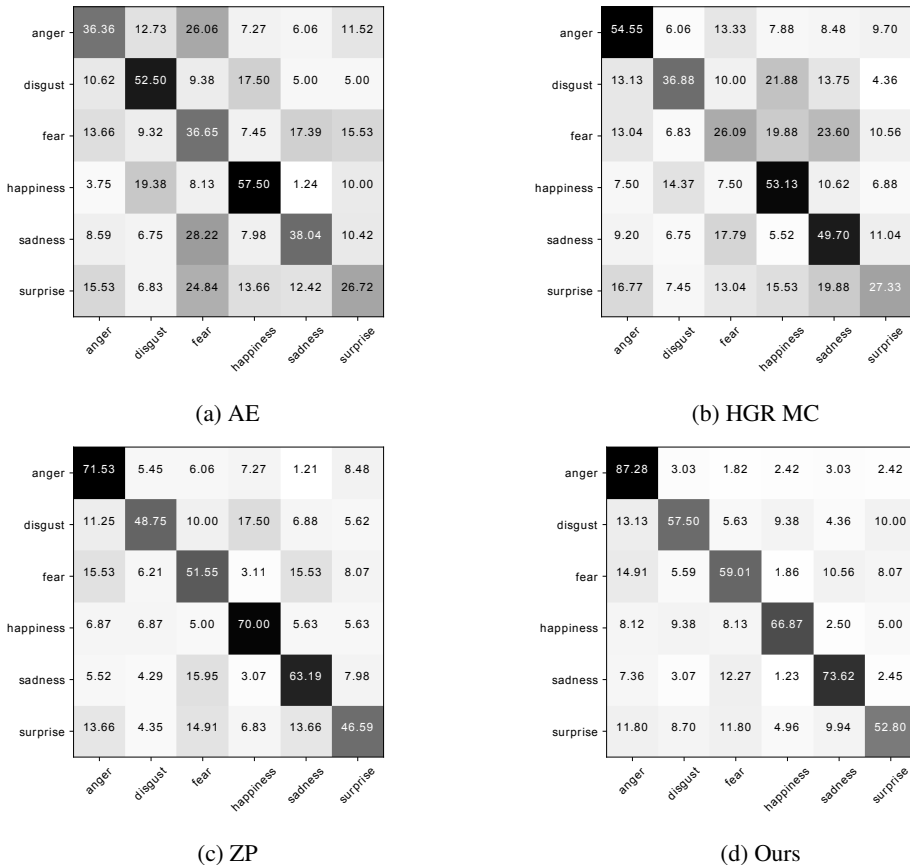 anger 36.36 12.73 26.06 7.27 6.06 11.52
disgust 10.62 52.50 9.38 17.50 5.00 5.00
fear 13.66 9.32 36.65 7.45 17.39 15.53
happiness 3.75 19.38 8.13 57.50 1.24 10.00
sadness 8.59 6.75 28.22 7.98 38.04 10.42
surprise 15.53 6.83 24.84 13.66 12.42 26.72
anger disgust fear happiness sadness surprise
(a) AE
anger 54.55 6.06 13.33 7.88 8.48 9.70
disgust 13.13 36.88 10.00 21.88 13.75 4.36
fear 13.04 6.83 26.09 19.88 23.60 10.56
happiness 7.50 14.37 7.50 53.13 10.62 6.88
sadness 9.20 6.75 17.79 5.52 49.70 11.04
surprise 16.77 7.45 13.04 15.53 19.88 27.33
anger disgust fear happiness sadness surprise
(b) HGR MC
anger 71.53 5.45 6.06 7.27 1.21 8.48
disgust 11.25 48.75 10.00 17.50 6.88 5.62
fear 15.53 6.21 51.55 3.11 15.53 8.07
happiness 6.87 6.87 5.00 70.00 5.63 5.63
sadness 5.52 4.29 15.95 3.07 63.19 7.98
surprise 13.66 4.35 14.91 6.83 13.66 46.59
anger disgust fear happiness sadness surprise
(c) ZP
anger 87.28 3.03 1.82 2.42 3.03 2.42
disgust 13.13 57.50 5.63 9.38 4.36 10.00
fear 14.91 5.59 59.01 1.86 10.56 8.07
happiness 8.12 9.38 8.13 66.87 2.50 5.00
sadness 7.36 3.07 12.27 1.23 73.62 2.45
surprise 11.80 8.70 11.80 4.96 9.94 52.80
anger disgust fear happiness sadness surprise
(d) Ours